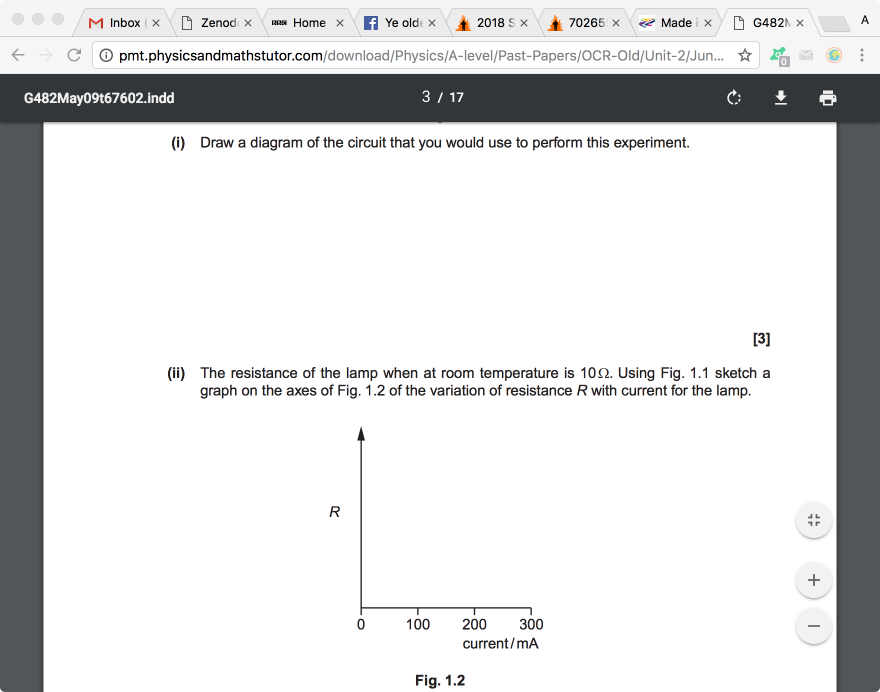 Inbox (
Zenod
Home
Ye olde
2018 S
70265
Made i
G482M
A
pmt.physicsandmathstutor.com/download/Physics/A-level/Past-Papers/OCR-Old/Unit-2/Jun...
0
G482May09t67602.indd
3 / 17
(i) Draw a diagram of the circuit that you would use to perform this experiment.
[3]
(ii) The resistance of the lamp when at room temperature is 10Ω. Using Fig. 1.1 sketch a
graph on the axes of Fig. 1.2 of the variation of resistance R with current for the lamp.
R
0 100 200 300
current/mA
Fig. 1.2